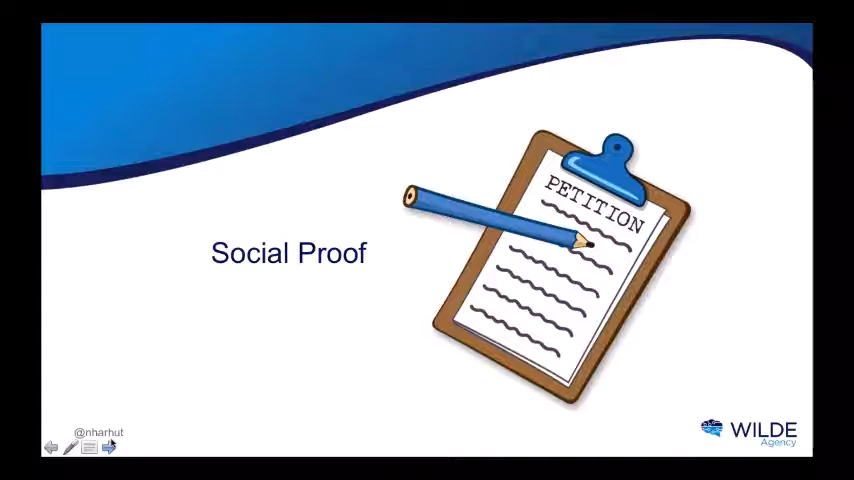 PETITION
Social Proof
@nharhut
WILDE
Agency